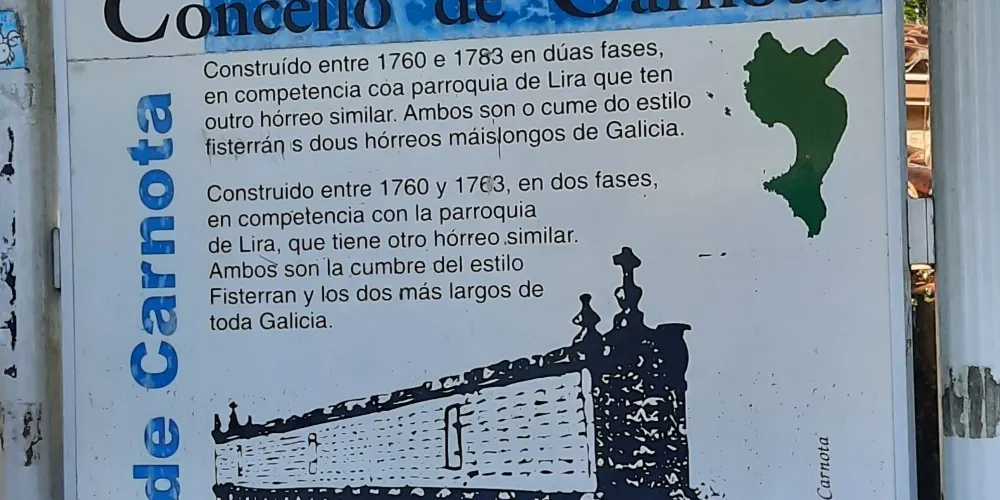 Concello de Carnota
Construído entre 1760 e 1783 en dúas fases,
en competencia coa parroquia de Lira que ten
outro hórreo similar. Ambos son o cume do estilo
fisterrán s dous hórreos máis longos de Galicia.
Construido entre 1760 y 1763, en dos fases,
en competencia con la parroquia
de Lira, que tiene otro hórreo similar.
Ambos son la cumbre del estilo
Fisterran y los dos más largos de
toda Galicia.
de Carnota
Carnota